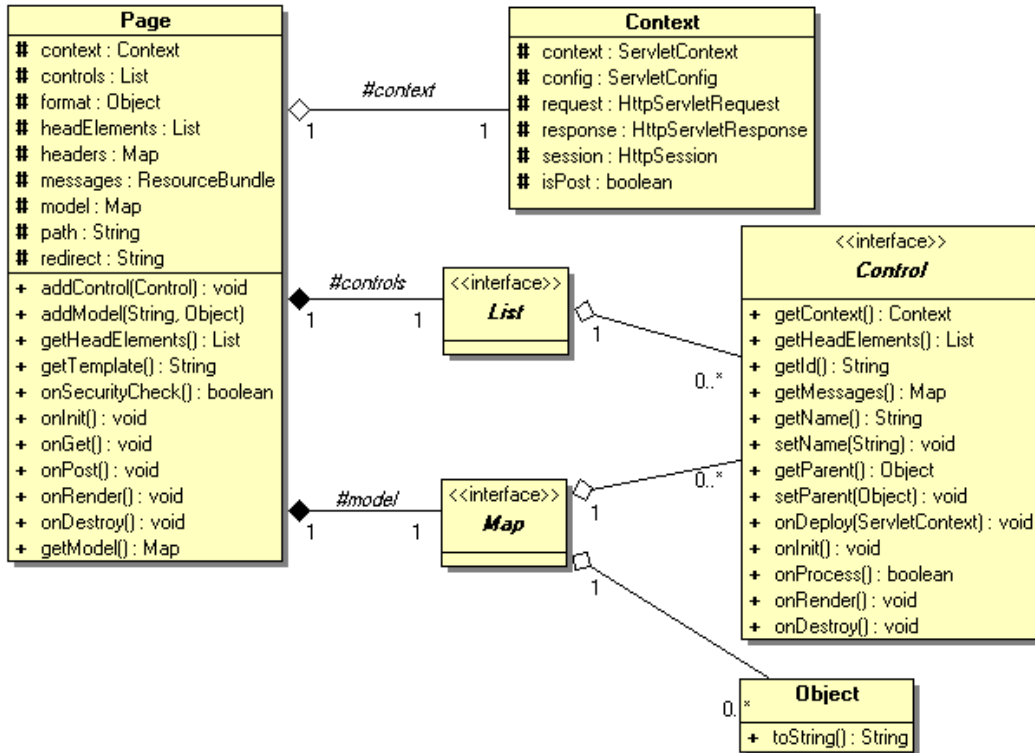 Page
# context : Context
# controls : List
# format : Object
# headElements : List
# headers : Map
# messages : ResourceBundle
# model : Map
# path : String
# redirect : String
+ addControl(Control) : void
+ addModel(String, Object)
+ getHeadElements() : List
+ getTemplate() : String
+ onSecurityCheck() : boolean
+ onInit() : void
+ onGet() : void
+ onPost() : void
+ onRender() : void
+ onDestroy() : void
+ getModel() : Map
#context
1 1
Context
# context : ServletContext
# config : ServletConfig
# request : HttpServletRequest
# response : HttpServletResponse
# session : HttpSession
# isPost : boolean
#controls
1 1
<<interface>>
List
1
0..*
#model
1 1
<<interface>>
Map
1
0..*
1
0..*
<<interface>>
Control
+ getContext() : Context
+ getHeadElements() : List
+ getId() : String
+ getMessages() : Map
+ getName() : String
+ setName(String) : void
+ getParent() : Object
+ setParent(Object) : void
+ onDeploy(ServletContext) : void
+ onInit() : void
+ onProcess() : boolean
+ onRender() : void
+ onDestroy() : void
Object
+ toString() : String